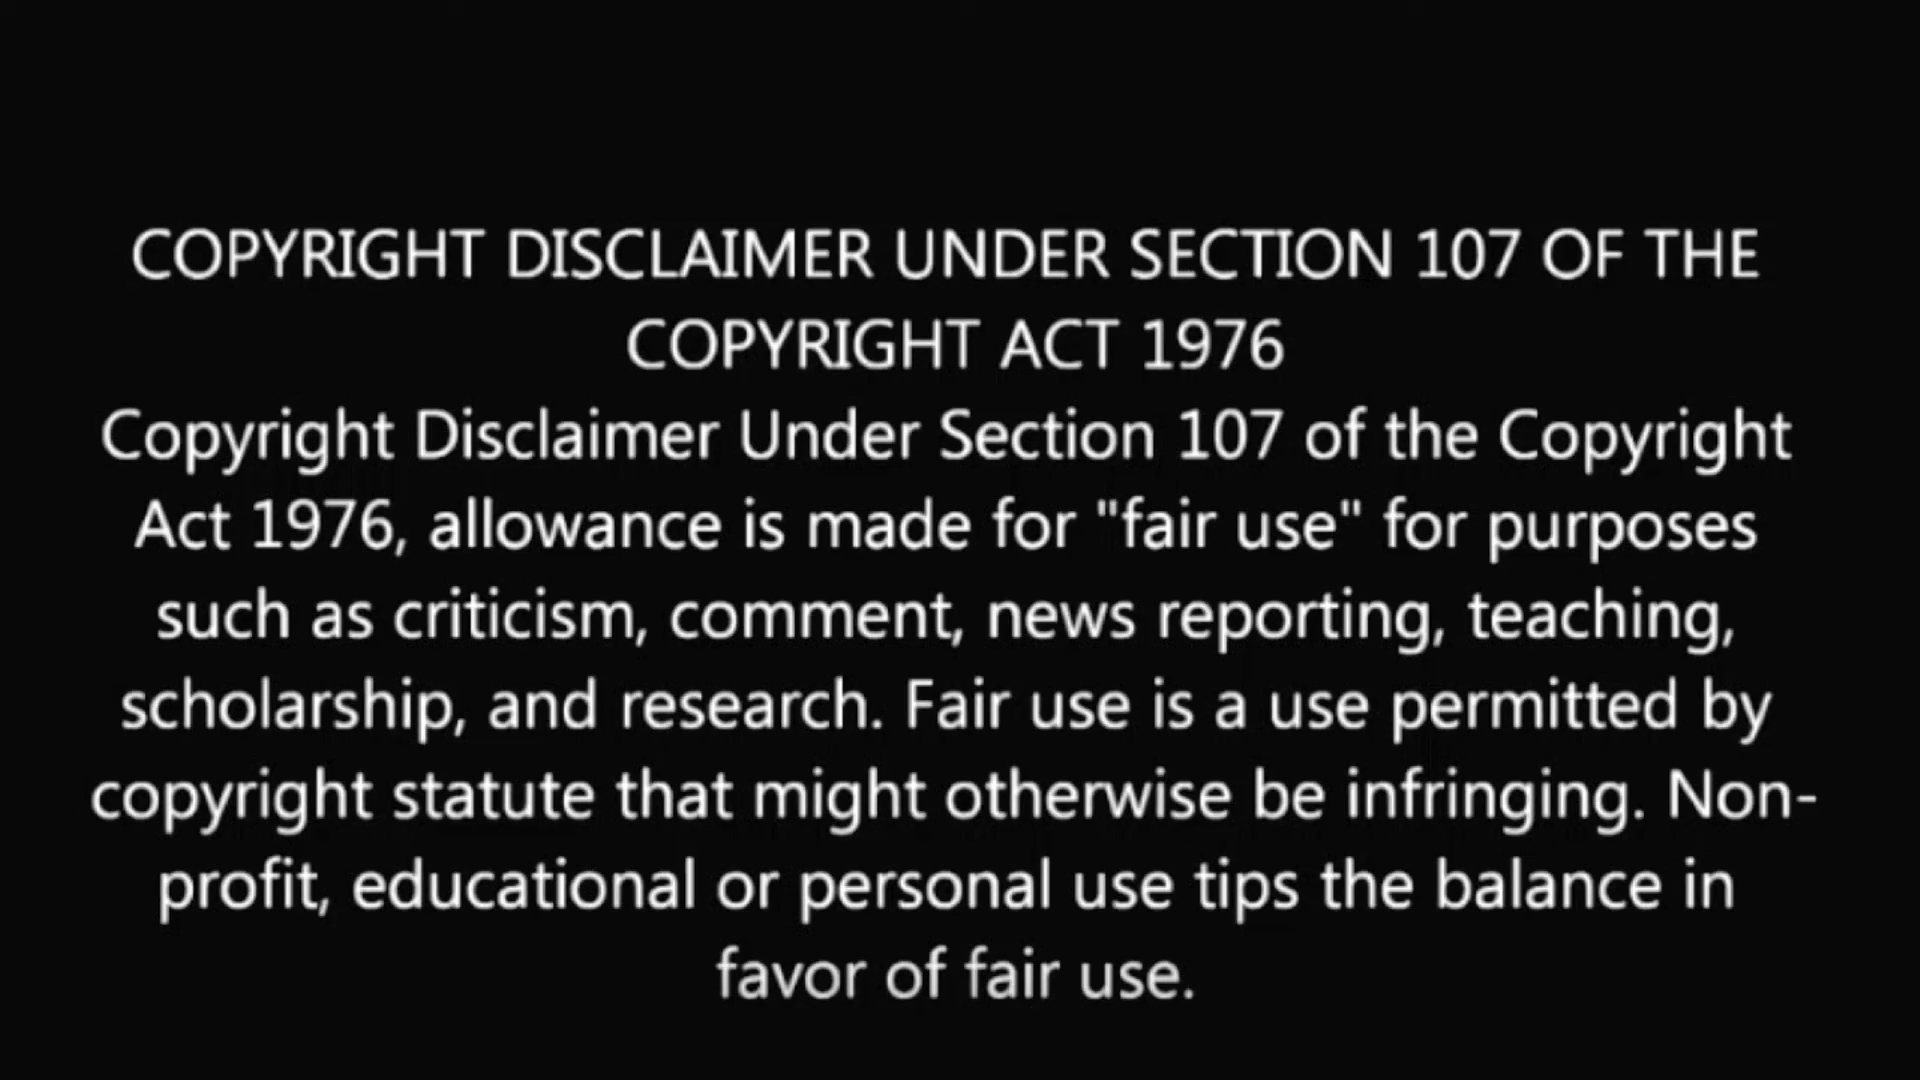 COPYRIGHT DISCLAIMER UNDER SECTION 107 OF THE
COPYRIGHT ACT 1976
Copyright Disclaimer Under Section 107 of the Copyright
Act 1976, allowance is made for "fair use" for purposes
such as criticism, comment, news reporting, teaching,
scholarship, and research. Fair use is a use permitted by
copyright statute that might otherwise be infringing. Non-
profit, educational or personal use tips the balance in
favor of fair use.